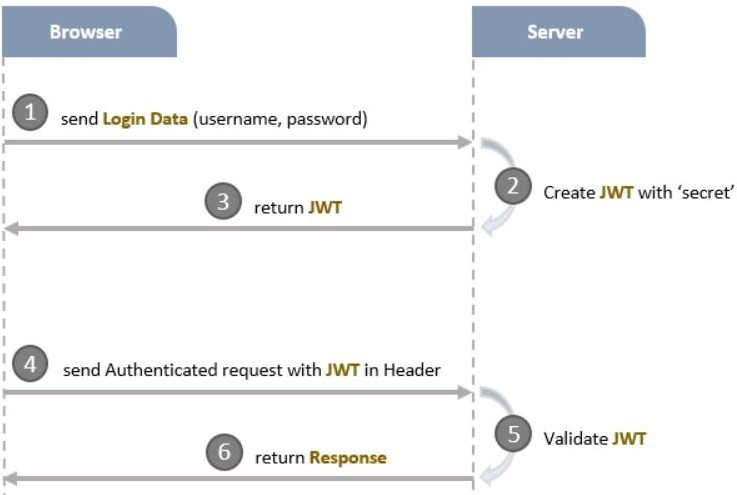 Browser
Server
1
send Login Data (username, password)
2
Create JWT with ‘secret’
3
return JWT
4
send Authenticated request with JWT in Header
5
Validate JWT
6
return Response